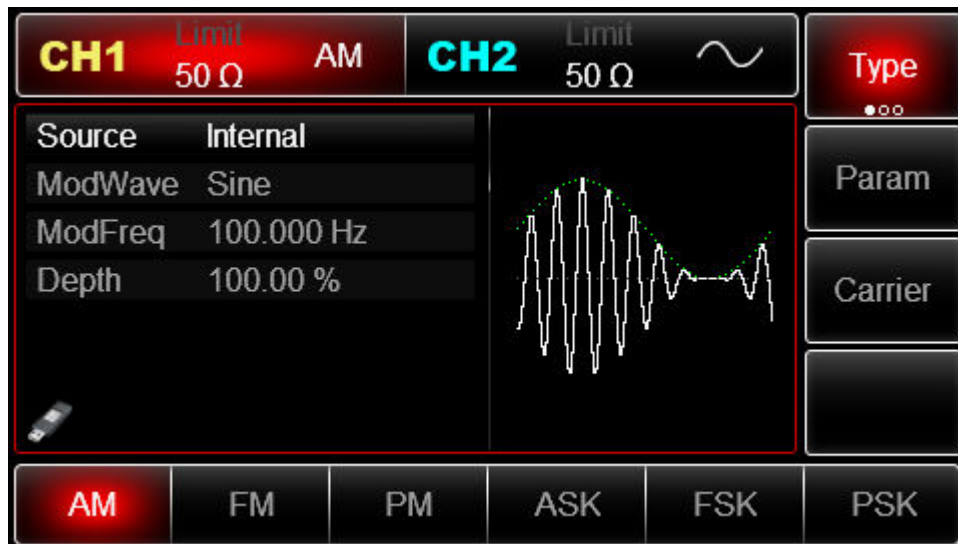 CH1 Limit 50 Ω AM CH2 Limit 50 Ω
Type
Source Internal
ModWave Sine
ModFreq 100.000 Hz
Depth 100.00 %
Param
Carrier
AM FM PM ASK FSK PSK